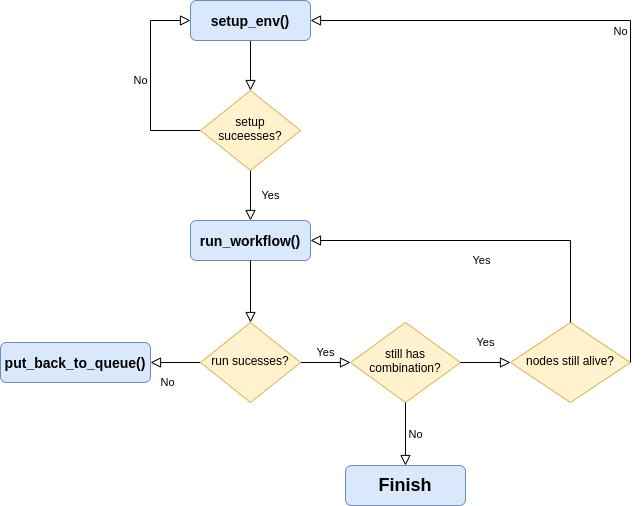 setup_env()
No
No
setup
suceesses?
Yes
run_workflow()
Yes
put_back_to_queue()
No
run sucesses?
Yes
still has
combination?
Yes
nodes still alive?
No
Finish